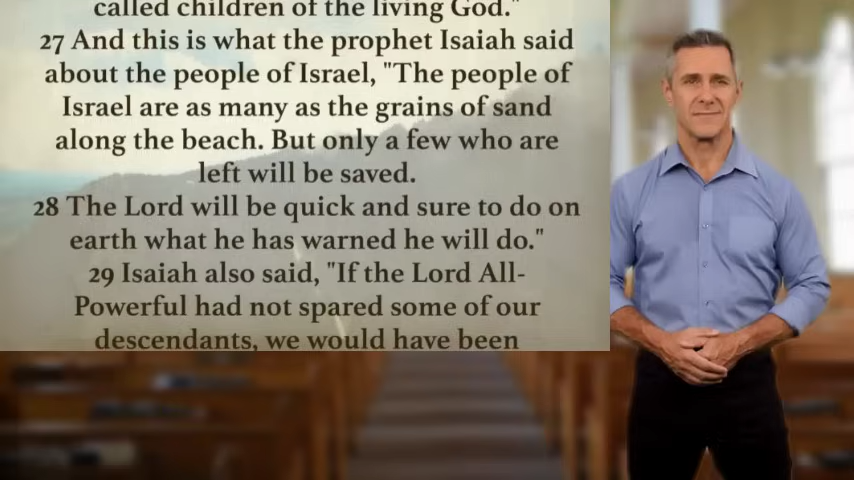 called children of the living God."
27 And this is what the prophet Isaiah said
about the people of Israel, "The people of
Israel are as many as the grains of sand
along the beach. But only a few who are
left will be saved.
28 The Lord will be quick and sure to do on
earth what he has warned he will do."
29 Isaiah also said, "If the Lord All-
Powerful had not spared some of our
descendants, we would have been